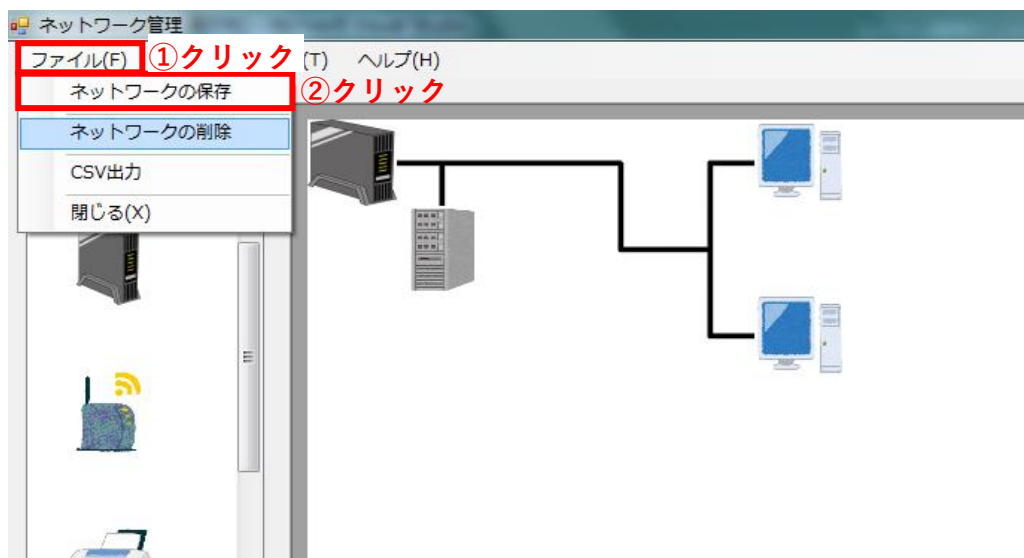 ネットワーク管理
ファイル(F) ①クリック (T) ヘルプ(H)
ネットワークの保存 ②クリック
ネットワークの削除
CSV出力
閉じる(X)